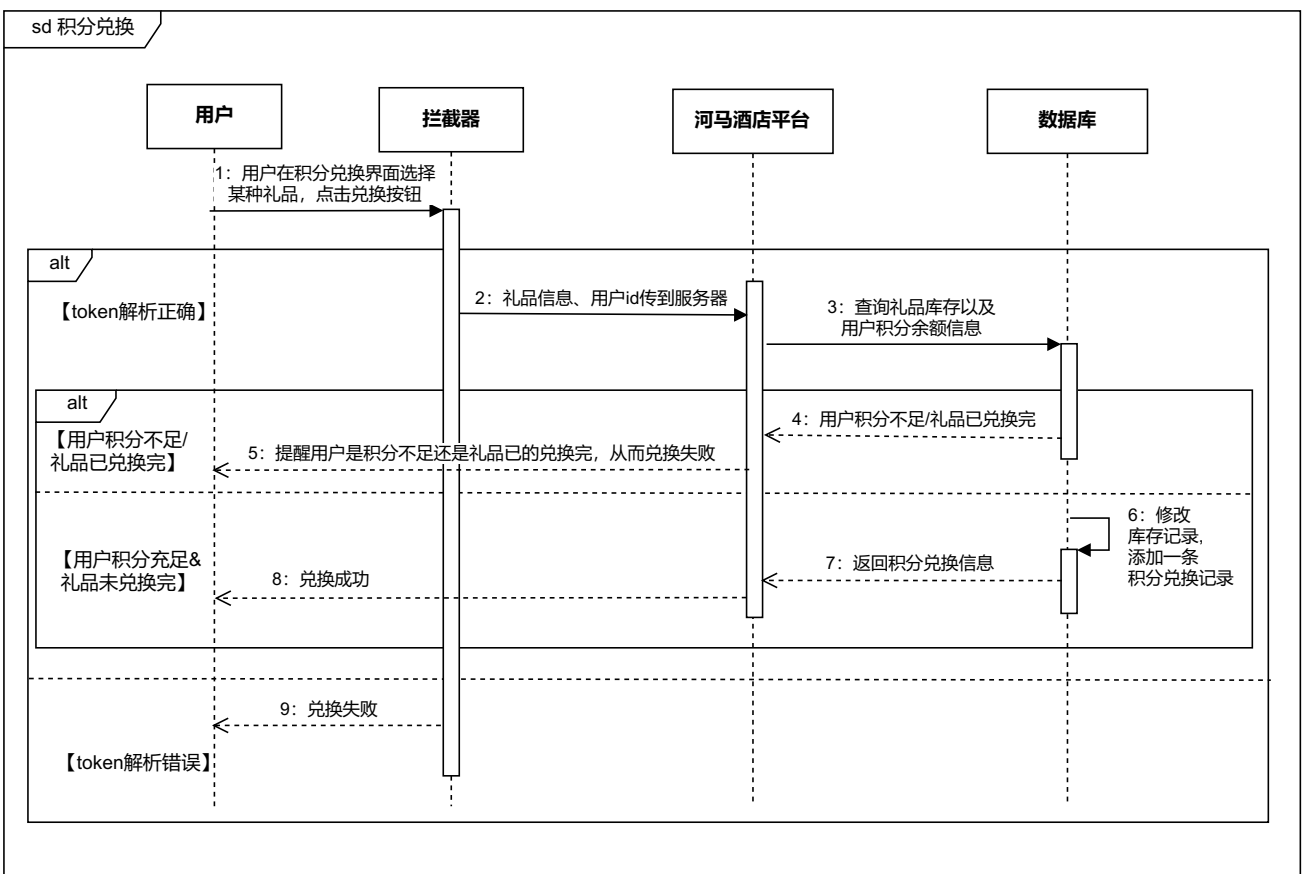 sd 积分兑换
用户
拦截器
河马酒店平台
数据库
1：用户在积分兑换界面选择
某种礼品，点击兑换按钮
alt
【token解析正确】
2：礼品信息、用户id传到服务器
3：查询礼品库存以及
用户积分余额信息
alt
【用户积分不足/
礼品已兑换完】
4：用户积分不足/礼品已兑换完
5：提醒用户是积分不足还是礼品已的兑换完，从而兑换失败
6：修改
库存记录,
添加一条
积分兑换记录
【用户积分充足&
礼品未兑换完】
7：返回积分兑换信息
8：兑换成功
9：兑换失败
【token解析错误】